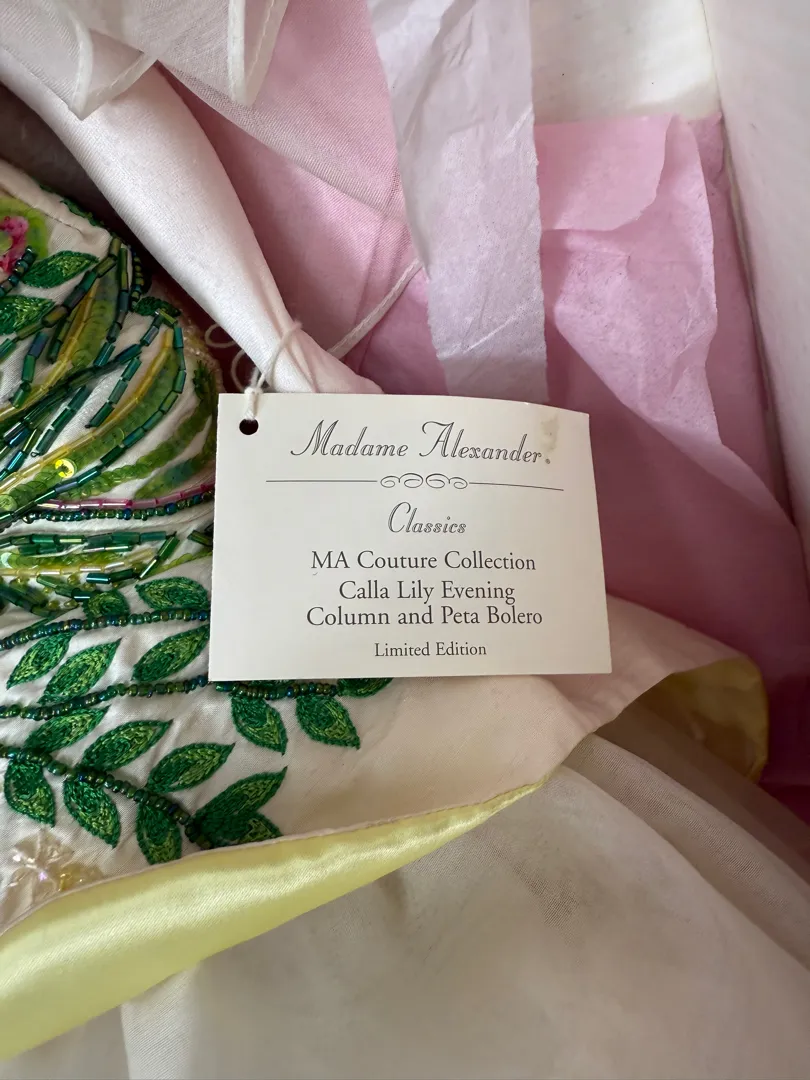 Madame Alexander.
Classics
MA Couture Collection
Calla Lily Evening
Column and Peta Bolero
Limited Edition